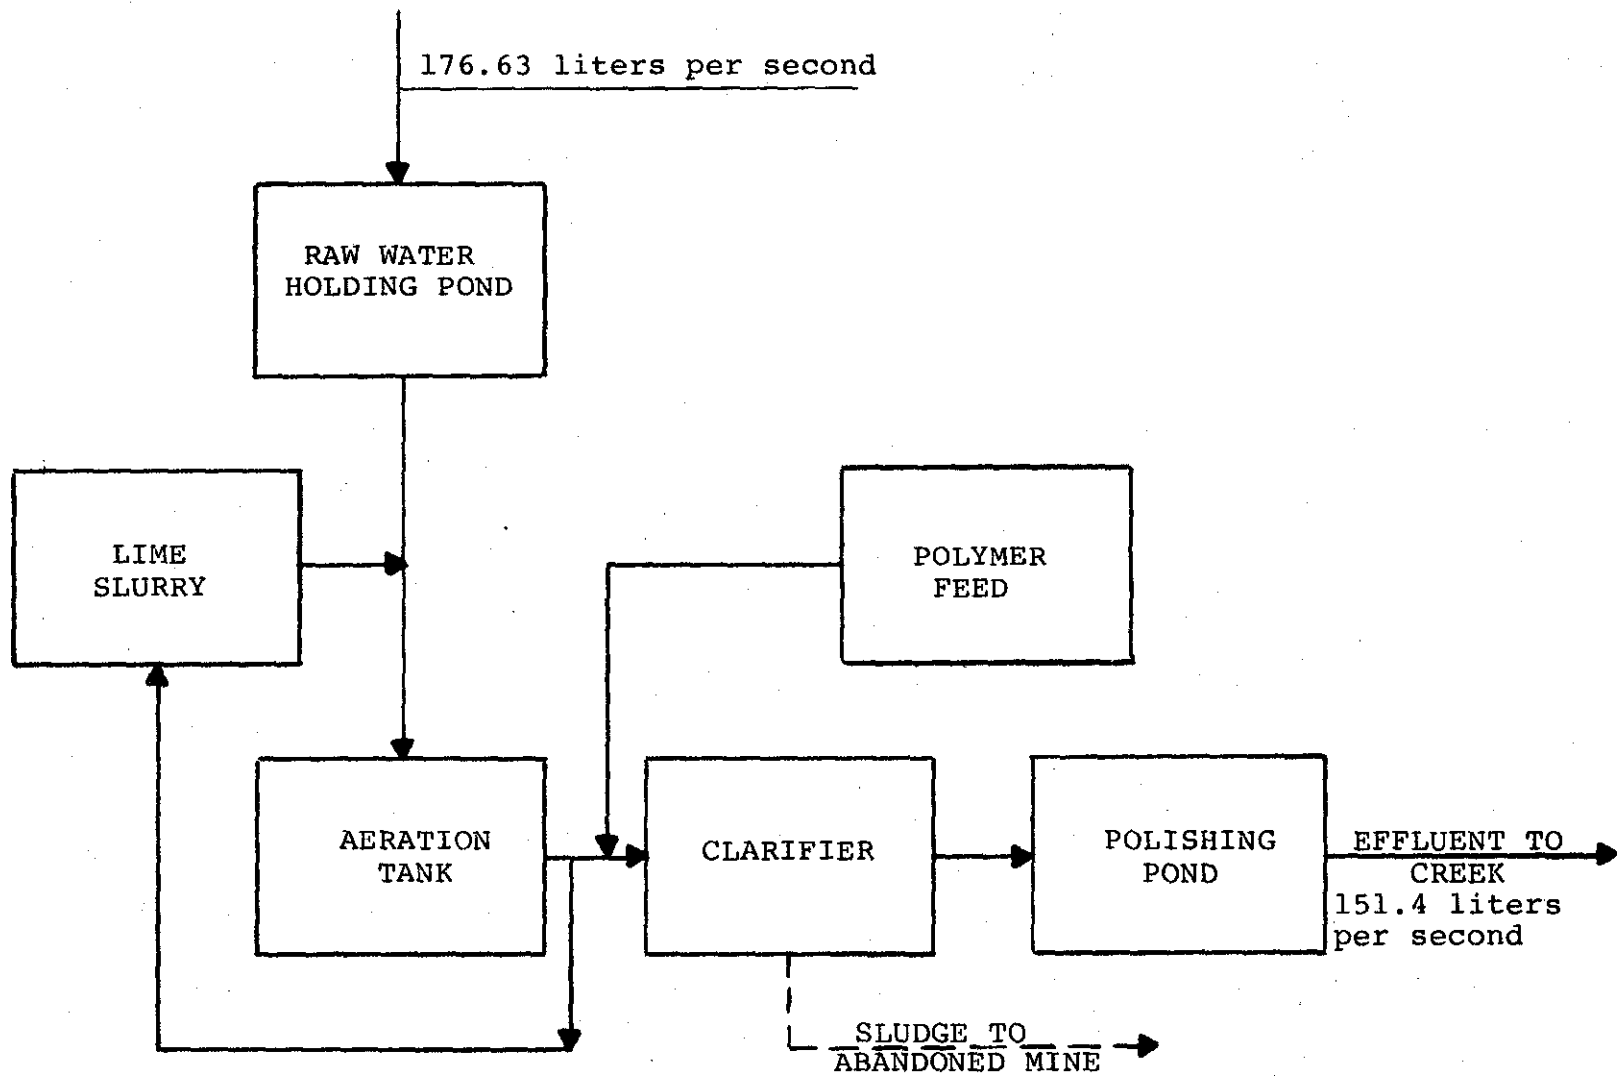 176.63 liters per second
RAW WATER
HOLDING POND
LIME
SLURRY
POLYMER
FEED
AERATION
TANK
CLARIFIER
POLISHING
POND
EFFLUENT TO
CREEK
151.4 liters
per second
SLUDGE TO
ABANDONED MINE